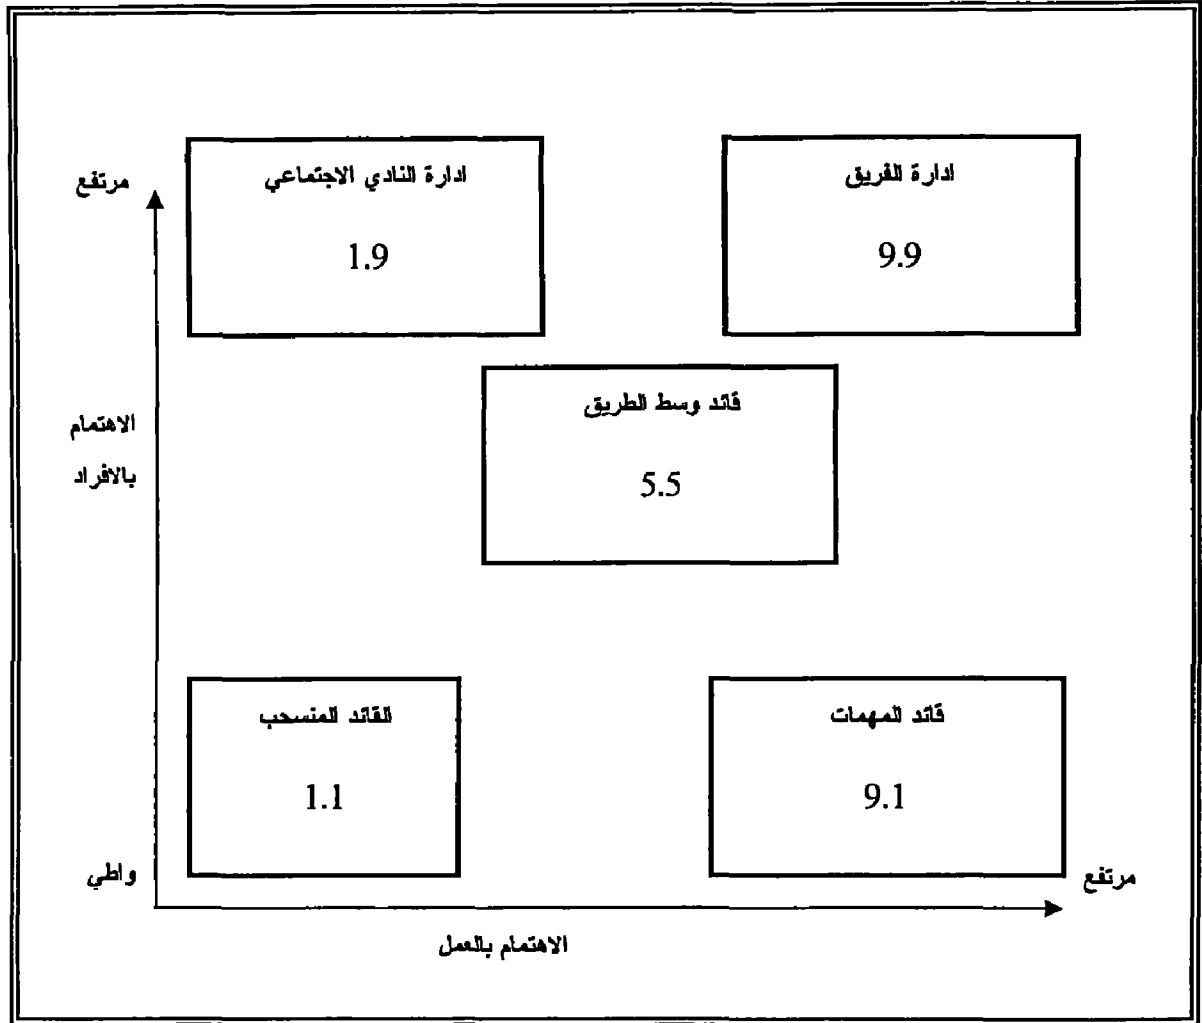 مرتفع
ادارة النادي الاجتماعي
1.9
ادارة الفريق
9.9
الاهتمام
بالافراد
قائد وسط الطريق
5.5
القائد المنسحب
1.1
قائد المهمات
9.1
واطي
مرتفع
الاهتمام بالعمل